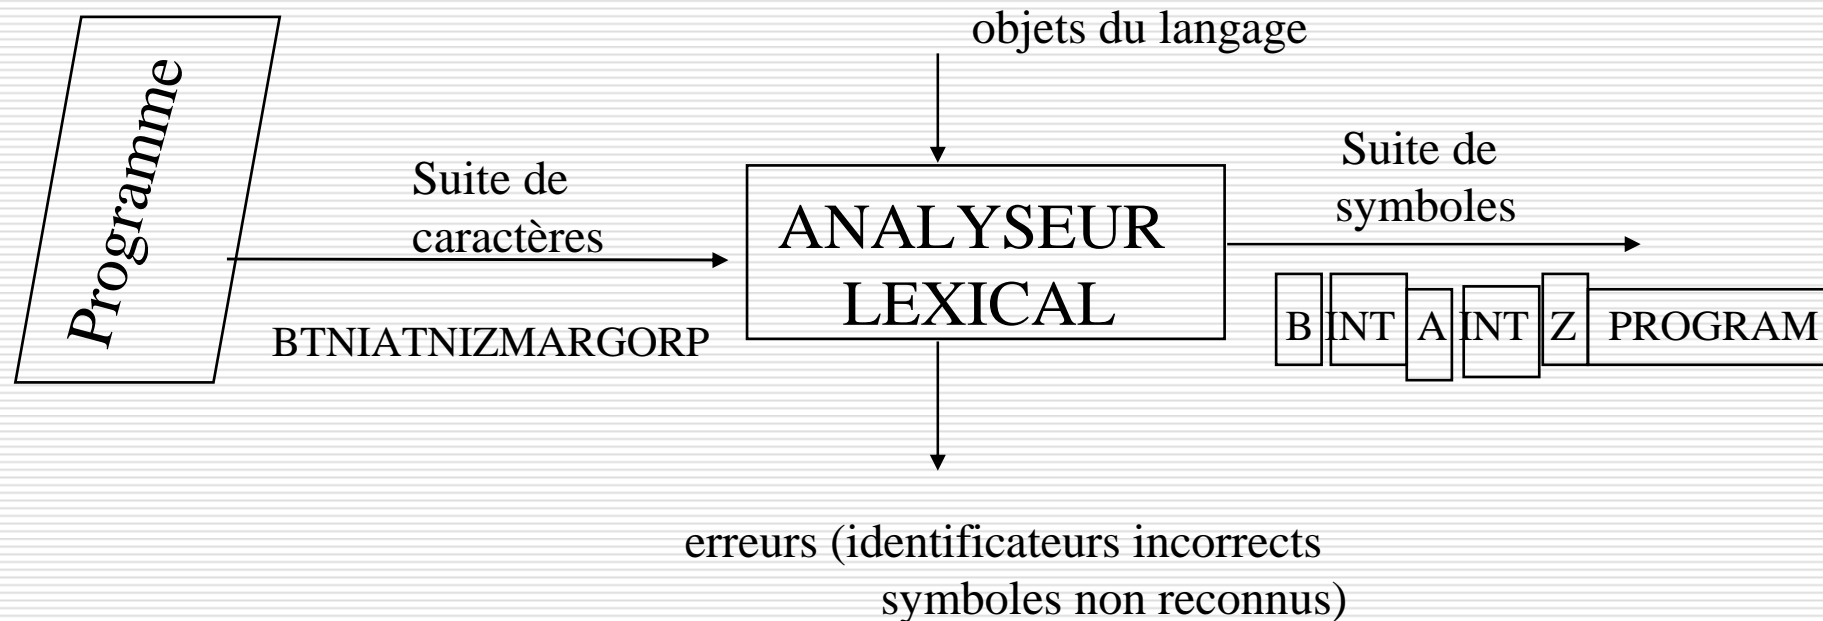 objets du langage
Programme
Suite de
caractères
BTNIATNIZMARGORP
ANALYSEUR
LEXICAL
Suite de
symboles
B INT A INT Z PROGRAM
erreurs (identificateurs incorrects
symboles non reconnus)